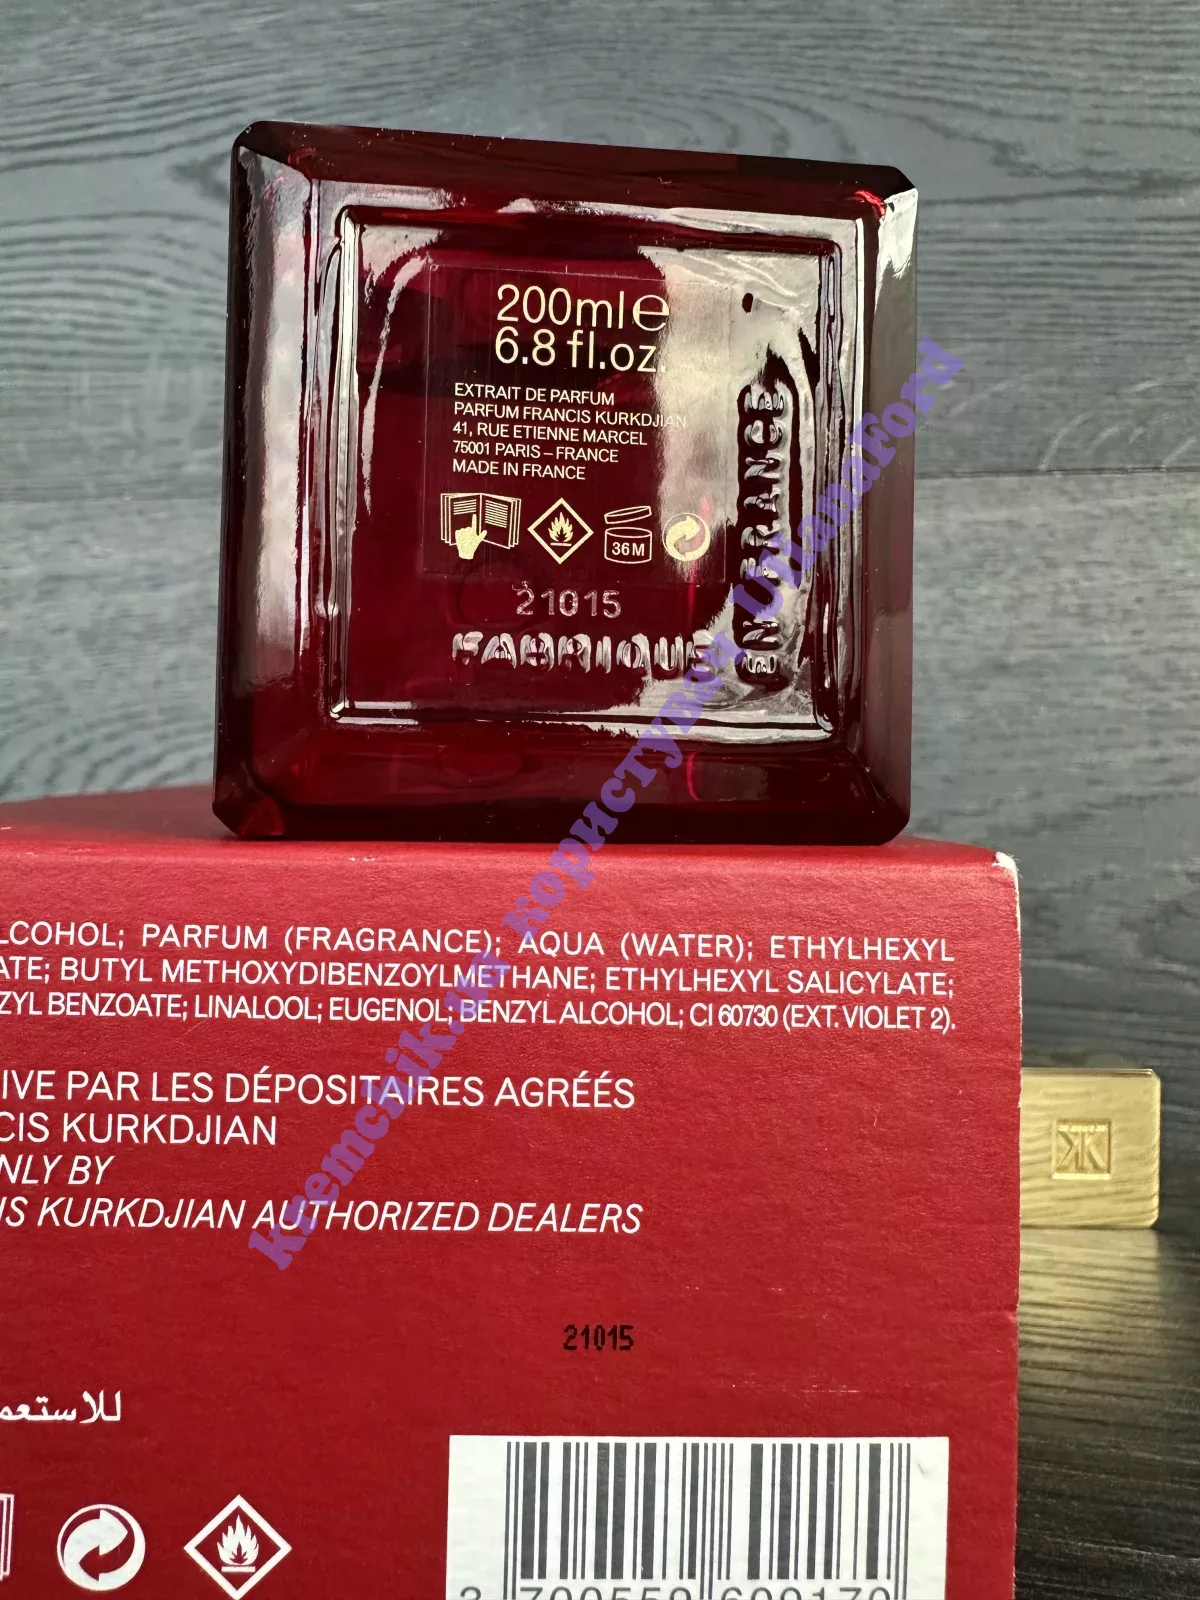 200ml e
6.8 fl.oz.
EXTRAIT DE PARFUM
PARFUM FRANCIS KURKDJIAN
41, RUE ETIENNE MARCEL
75001 PARIS – FRANCE
MADE IN FRANCE
36M
21015
FABRIQUE
EN FRANCE
LCOHOL; PARFUM (FRAGRANCE); AQUA (WATER); ETHYLHEXYL
ATE; BUTYL METHOXYDIBENZOYLMETHANE; ETHYLHEXYL SALICYLATE;
ZYL BENZOATE; LINALOOL; EUGENOL; BENZYL ALCOHOL; CI 60730 (EXT. VIOLET 2).
IVE PAR LES DÉPOSITAIRES AGRÉÉS
CIS KURKDJIAN
NLY BY
IS KURKDJIAN AUTHORIZED DEALERS
21015
للاستعم
3 700559 609170